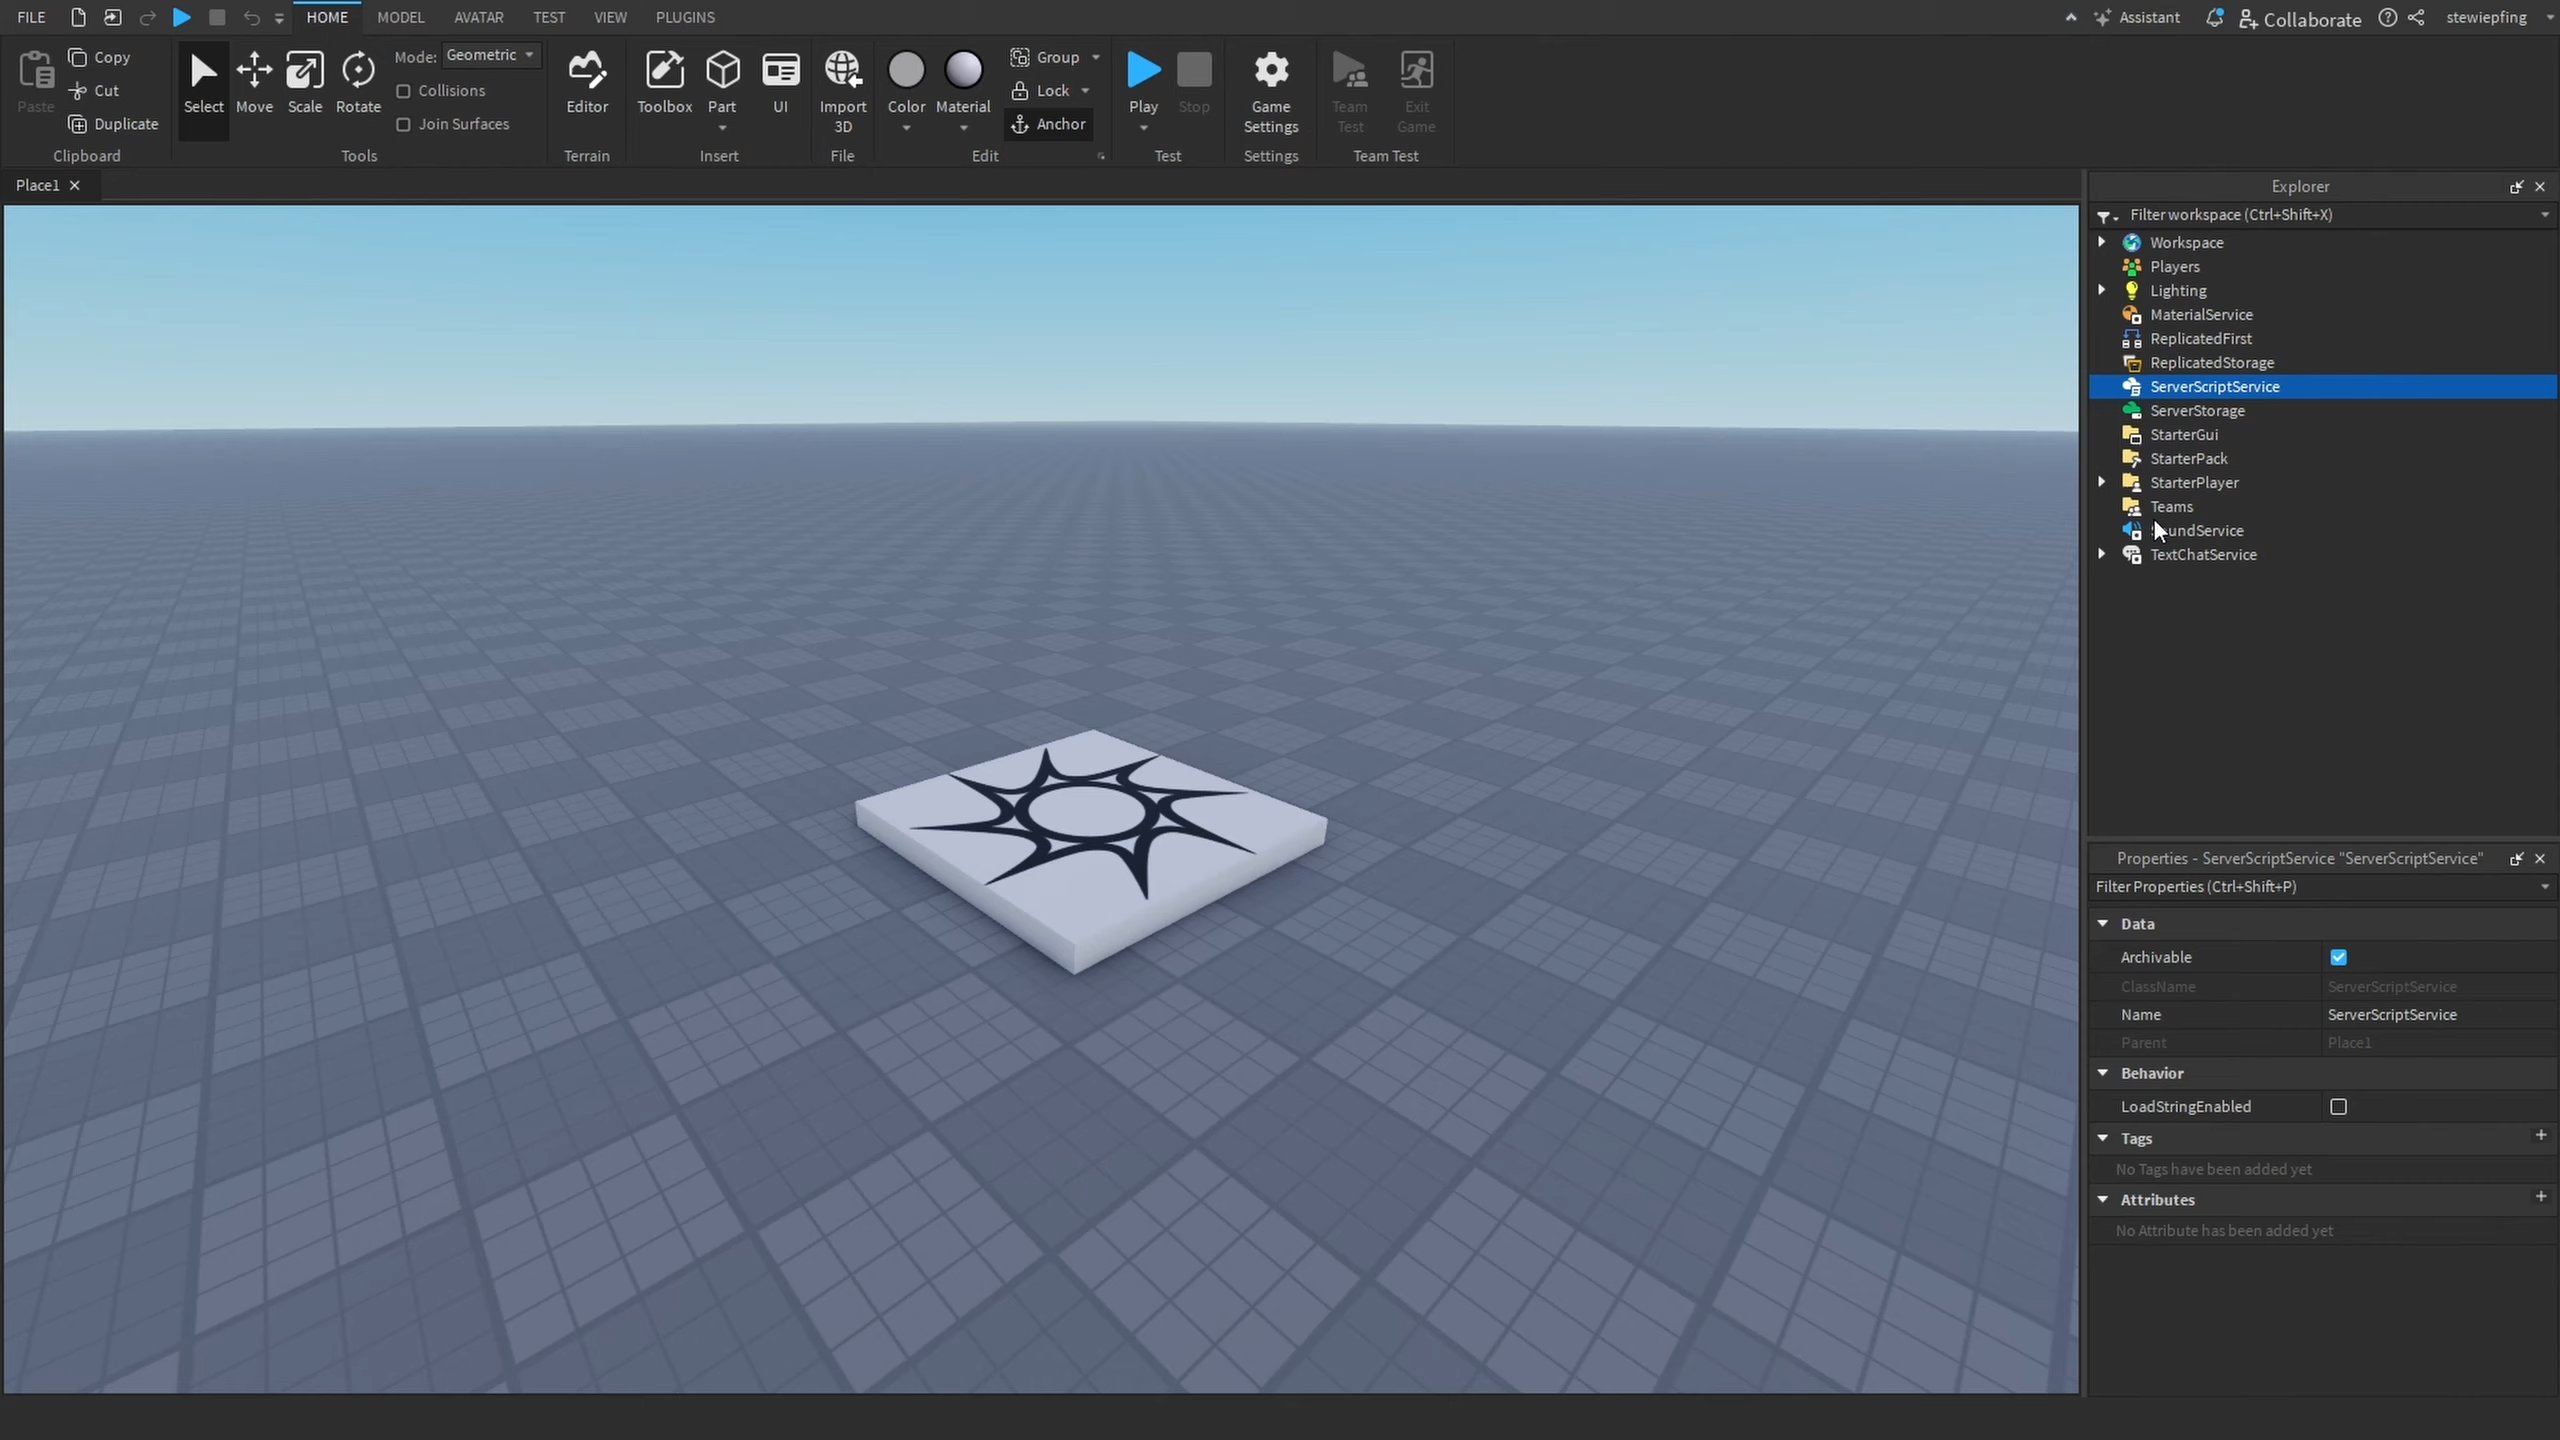 FILE HOME MODEL AVATAR TEST VIEW PLUGINS Assistant Collaborate stewiepfing
Paste Copy Cut Duplicate
Clipboard
Select Move Scale Rotate
Mode: Geometric
Collisions
Join Surfaces
Tools
Editor
Terrain
Toolbox Part UI
Insert
Import 3D
File
Color Material
Group
Lock
Anchor
Edit
Play Stop
Test
Game Settings
Settings
Team Test Exit Game
Team Test
Place1
Explorer
Filter workspace (Ctrl+Shift+X)
Workspace
Players
Lighting
MaterialService
ReplicatedFirst
ReplicatedStorage
ServerScriptService
ServerStorage
StarterGui
StarterPack
StarterPlayer
Teams
undService
TextChatService
Properties - ServerScriptService "ServerScriptService"
Filter Properties (Ctrl+Shift+P)
Data
Archivable
ClassName ServerScriptService
Name ServerScriptService
Parent Place1
Behavior
LoadStringEnabled
Tags
No Tags have been added yet
Attributes
No Attribute has been added yet